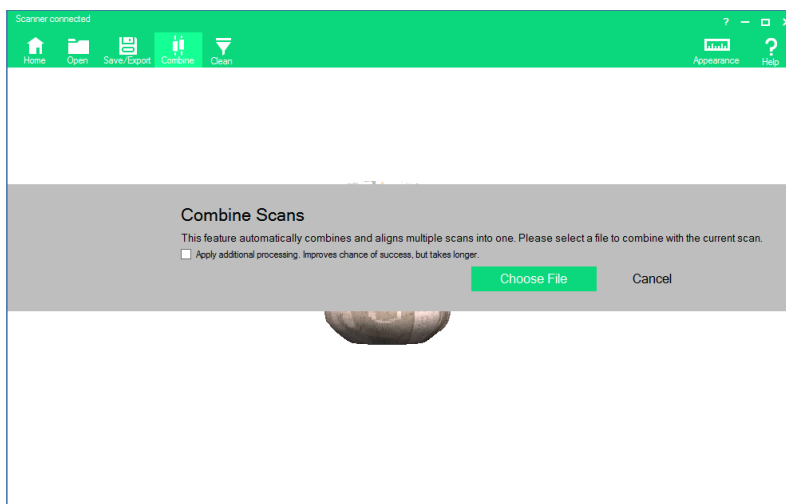 Scanner connected
?
Home Open Save/Export Combine Clean Appearance Help
Combine Scans
This feature automatically combines and aligns multiple scans into one. Please select a file to combine with the current scan.
Apply additional processing. Improves chance of success, but takes longer.
Choose File Cancel